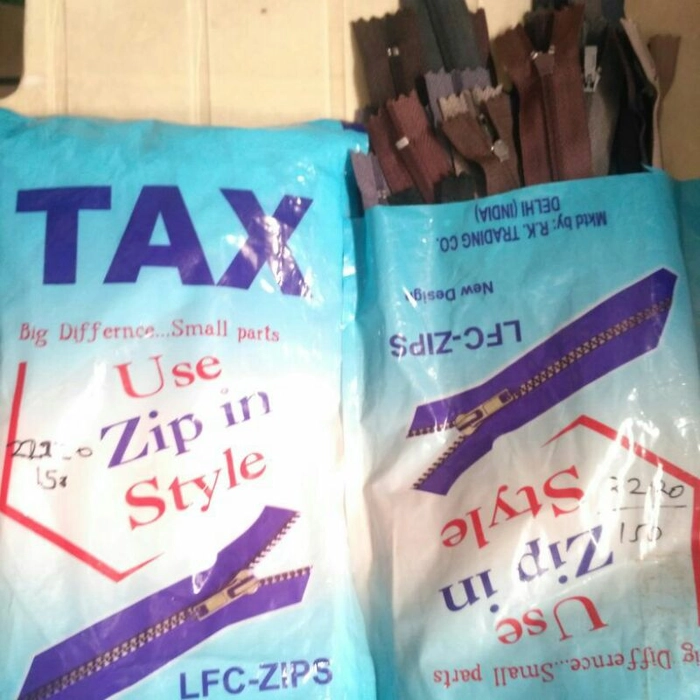 TAX
Big Differnce...Small parts
Use
Zip in
Style
LFC-ZIPS
Mktd by: R.K. TRADING CO.
DELHI (INDIA)
New Design
LFC-ZIPS
Style
Zip in
Use
Differnce...Small parts
150